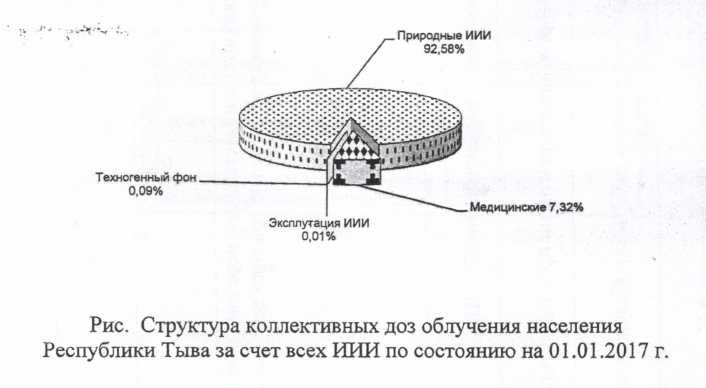 Природные ИИИ
92,58%
Техногенный фон
0,09%
Медицинские 7,32%
Эксплутация ИИИ
0,01%
Рис. Структура коллективных доз облучения населения
Республики Тыва за счет всех ИИИ по состоянию на 01.01.2017 г.